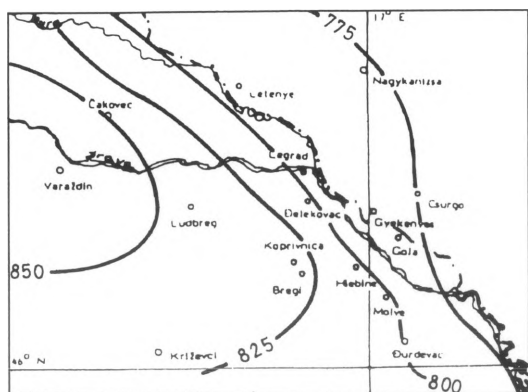 775
17° E
Nagykanizsa
Letenye
Čakovec
Legrad
Varaždin
Ludbreg
Đelekovac
Csurgo
Gyekenyes
Gola
Koprivnica
Bregi
Hlebine
Molve
850
825
Križevci
Đurđevac
46° N
800